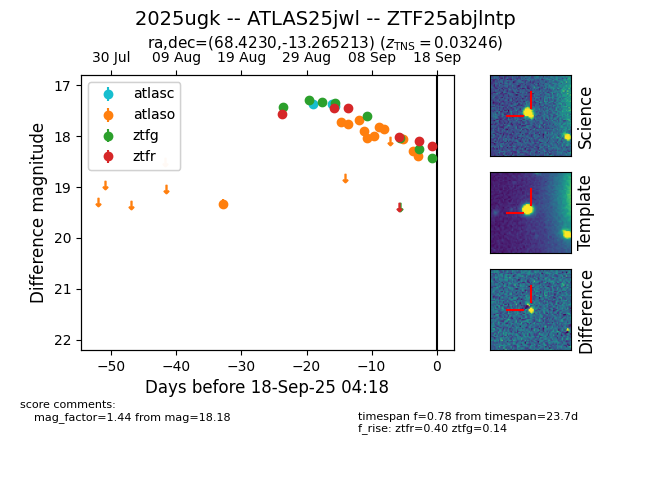 2025ugk -- ATLAS25jwl -- ZTF25abjlntp
ra,dec=(68.4230,-13.265213) (z_TNS = 0.03246)
30 Jul 09 Aug 19 Aug 29 Aug 08 Sep 18 Sep
17
18
19
20
21
22
Difference magnitude
atlasc
atlaso
ztfg
ztfr
−50 −40 −30 −20 −10 0
Days before 18-Sep-25 04:18
Science
Template
Difference
score comments:
mag_factor=1.44 from mag=18.18
timespan f=0.78 from timespan=23.7d
f_rise: ztfr=0.40 ztfg=0.14